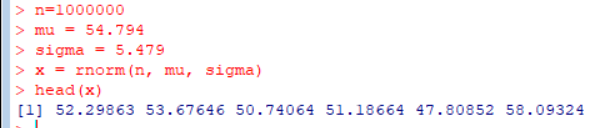 > n=1000000
> mu = 54.794
> sigma = 5.479
> x = rnorm(n, mu, sigma)
> head(x)
[1] 52.29863 53.67646 50.74064 51.18664 47.80852 58.09324
>